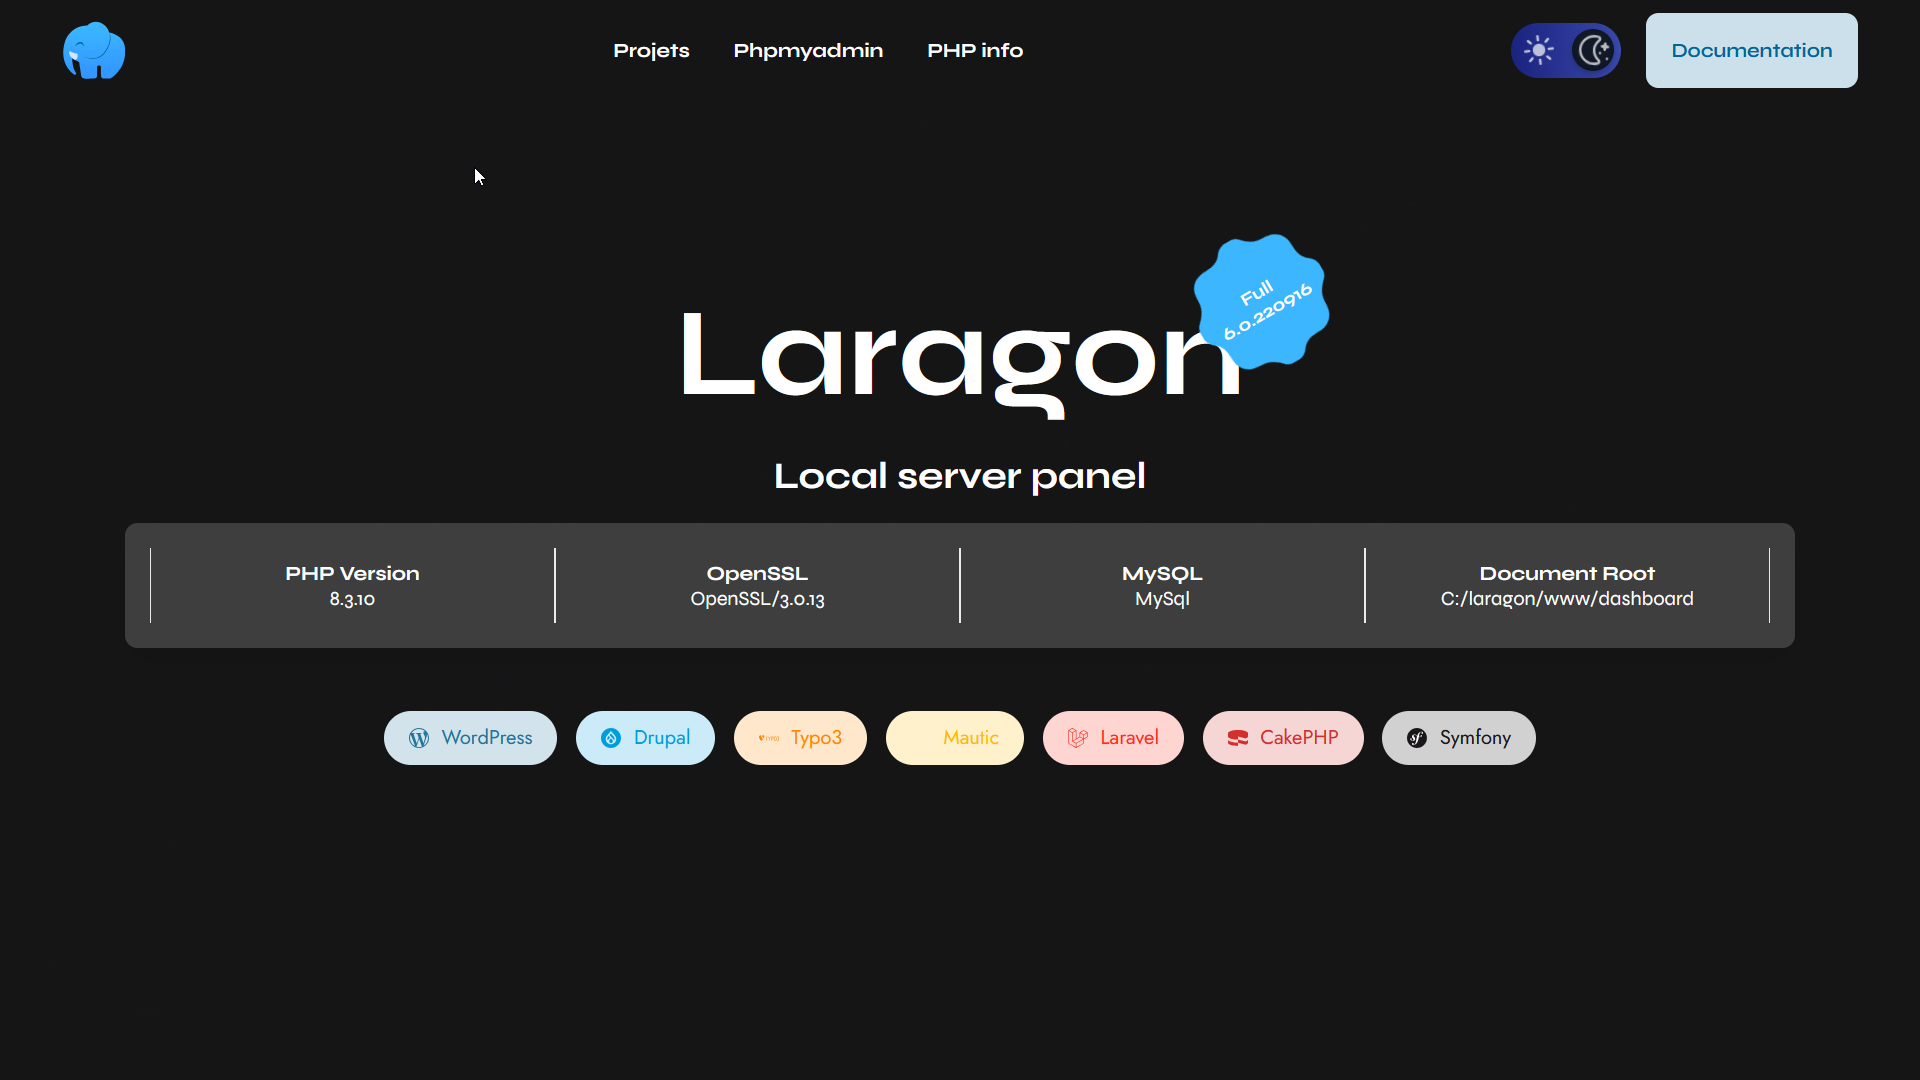 Projets
Phpmyadmin
PHP info
Documentation
Full
6.0.220916
Laragon
Local server panel
PHP Version
8.3.10
OpenSSL
OpenSSL/3.0.13
MySQL
MySql
Document Root
C:/laragon/www/dashboard
WordPress
Drupal
Typo3
Mautic
Laravel
CakePHP
Symfony